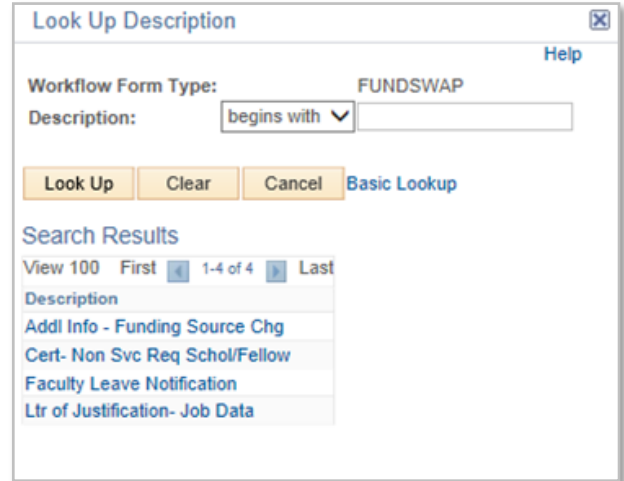 Look Up Description
Help
Workflow Form Type: FUNDSWAP
Description: begins with
Look Up Clear Cancel Basic Lookup
Search Results
View 100 First 1-4 of 4 Last
Description
Addl Info - Funding Source Chg
Cert- Non Svc Req Schol/Fellow
Faculty Leave Notification
Ltr of Justification- Job Data